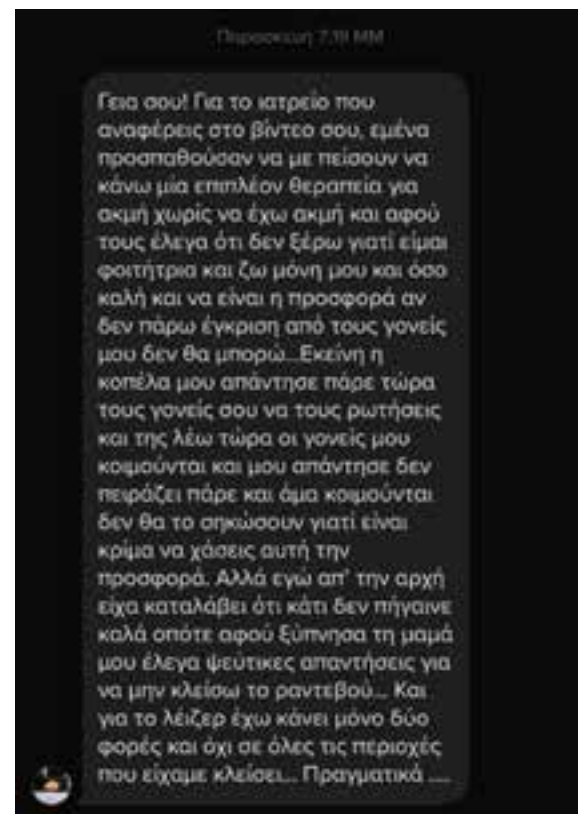 Παρασκευή 7:19 ΜΜ
Γεια σου! Για το ιατρείο που
αναφέρεις στο βίντεο σου, εμένα
προσπαθούσαν να με πείσουν να
κάνω μία επιπλέον θεραπεία για
ακμή χωρίς να έχω ακμή και αφού
τους έλεγα ότι δεν ξέρω γιατί είμαι
φοιτήτρια και ζω μόνη μου και όσο
καλή και να είναι η προσφορά αν
δεν πάρω έγκριση από τους γονείς
μου δεν θα μπορώ...Εκείνη η
κοπέλα μου απάντησε πάρε τώρα
τους γονείς σου να τους ρωτήσεις
και της λέω τώρα οι γονείς μου
κοιμούνται και μου απάντησε δεν
πειράζει πάρε και άμα κοιμούνται
δεν θα το σηκώσουν γιατί είναι
κρίμα να χάσεις αυτή την
προσφορά. Αλλά εγώ απ' την αρχή
είχα καταλάβει ότι κάτι δεν πήγαινε
καλά οπότε αφού ξύπνησα τη μαμά
μου έλεγα ψεύτικες απαντήσεις για
να μην κλείσω το ραντεβού... Και
για το λέιζερ έχω κάνει μόνο δύο
φορές και όχι σε όλες τις περιοχές
που είχαμε κλείσει... Πραγματικά .....